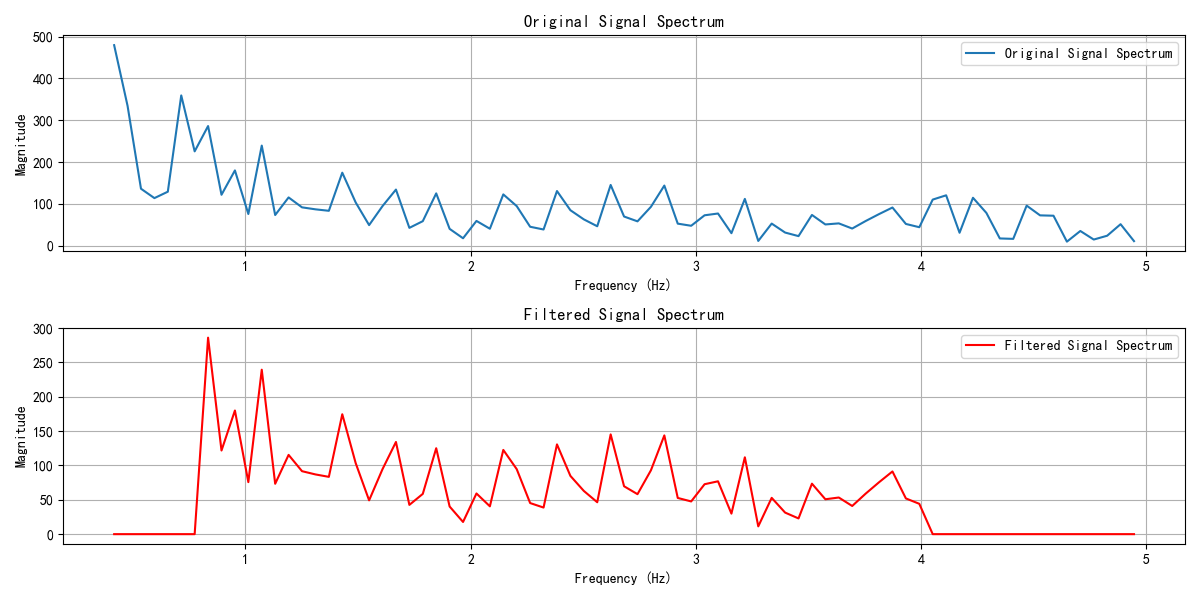 Original Signal Spectrum
500
400
300
200
100
0
Magnitude
Original Signal Spectrum
1 2 3 4 5
Frequency (Hz)
Filtered Signal Spectrum
300
250
200
150
100
50
0
Magnitude
Filtered Signal Spectrum
1 2 3 4 5
Frequency (Hz)